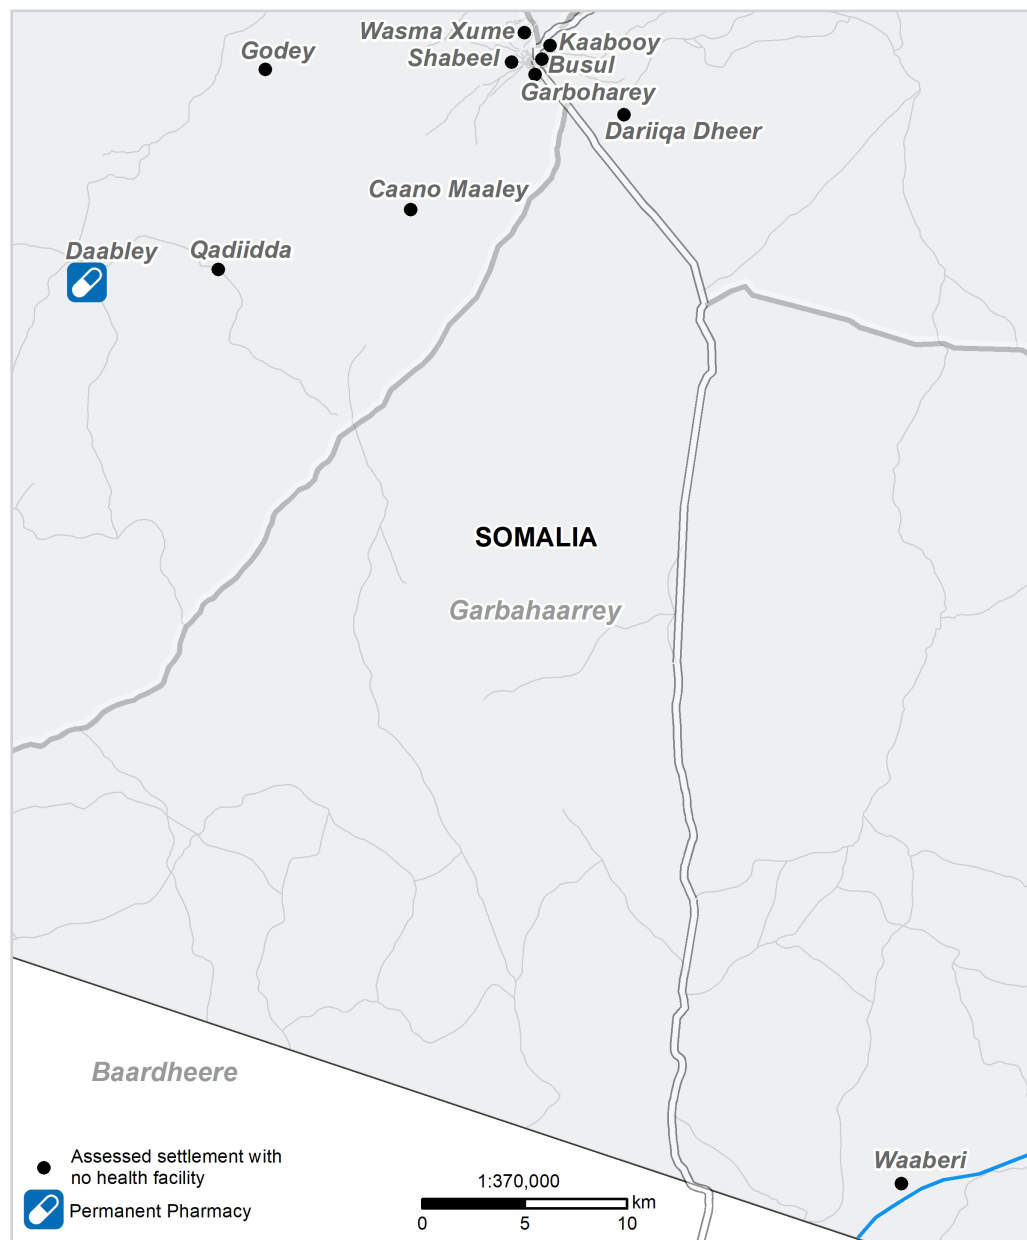 Wasma Xume
Kaabooy
Godey
Shabeel
Busul
Garboharey
Dariiqa Dheer
Caano Maaley
Daabley
Qadiidda
SOMALIA
Garbahaarrey
Baardheere
Assessed settlement with
no health facility
Permanent Pharmacy
1:370,000
km
0 5 10
Waaberi